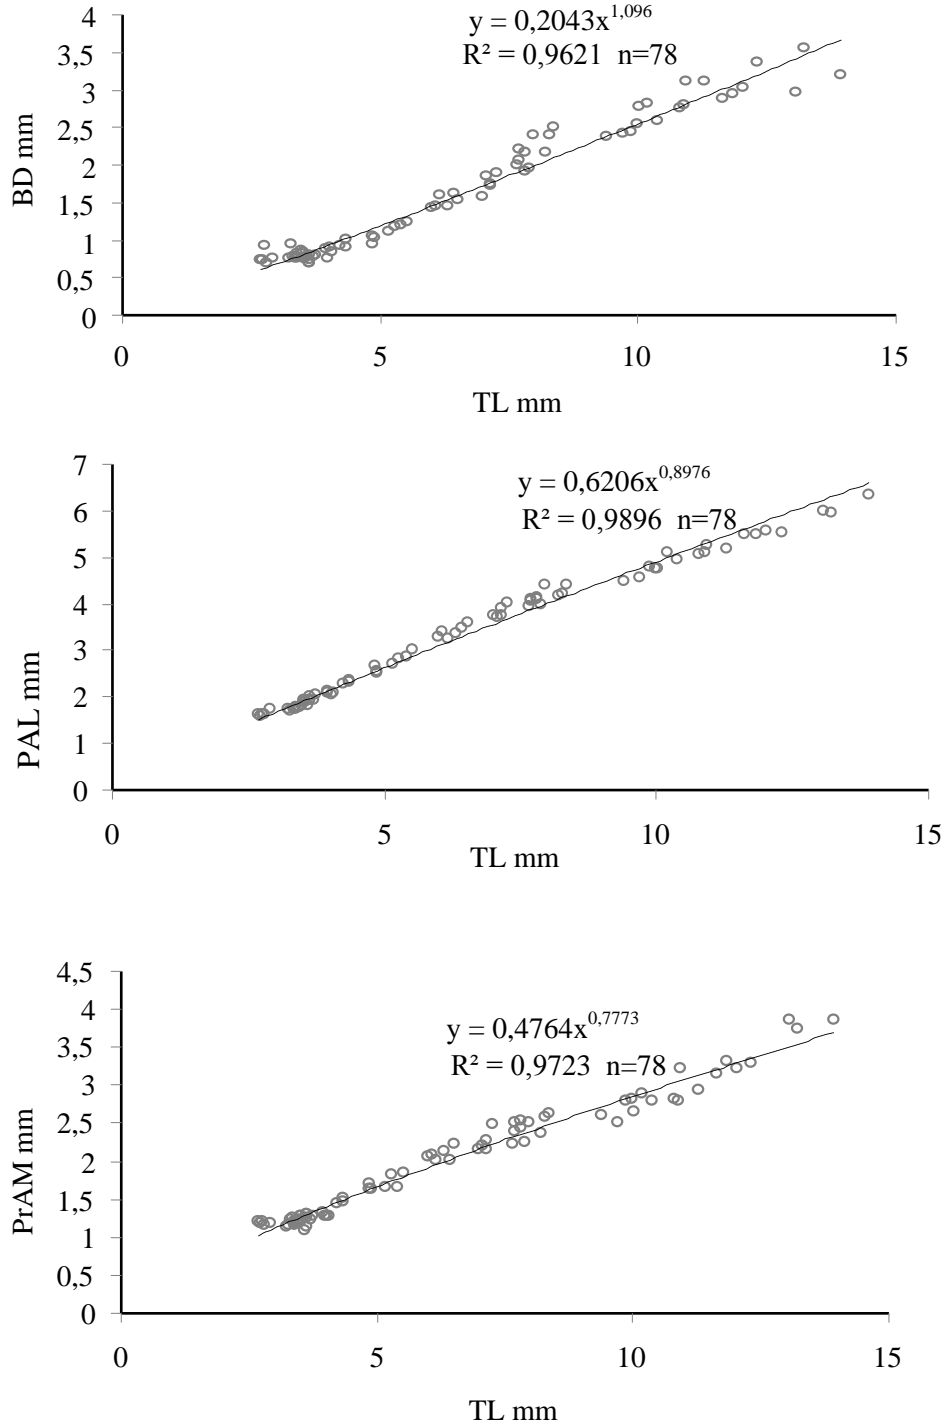 y = 0,2043x^1,096
R² = 0,9621 n=78
4
3,5
3
2,5
2
1,5
1
0,5
0
BD mm
0 5 10 15
TL mm
y = 0,6206x^0,8976
R² = 0,9896 n=78
7
6
5
4
3
2
1
0
PAL mm
0 5 10 15
TL mm
y = 0,4764x^0,7773
R² = 0,9723 n=78
4,5
4
3,5
3
2,5
2
1,5
1
0,5
0
PrAM mm
0 5 10 15
TL mm